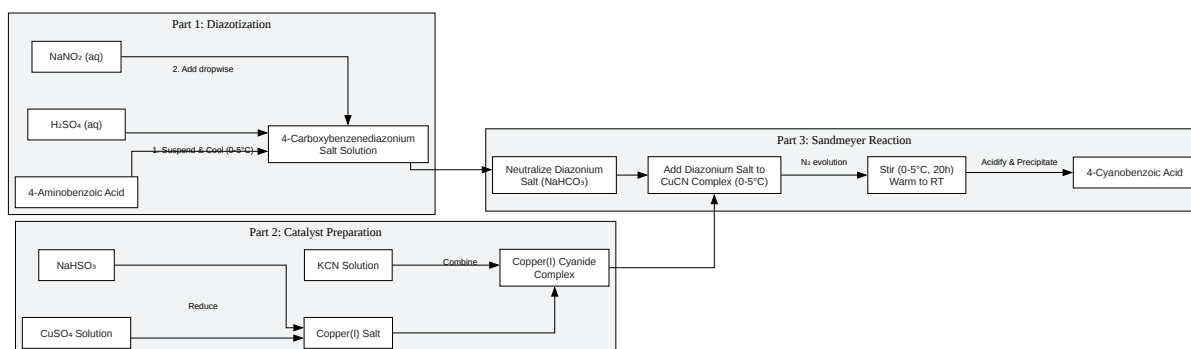 Part 1: Diazotization
NaNO₂ (aq)
2. Add dropwise
H₂SO₄ (aq)
1. Suspend & Cool (0-5°C)
4-Carboxybenzenediazonium
Salt Solution
4-Aminobenzoic Acid
Part 2: Catalyst Preparation
NaHSO₃
KCN Solution
Combine
Copper(I) Cyanide
Complex
Reduce
CuSO₄ Solution
Copper(I) Salt
Part 3: Sandmeyer Reaction
Neutralize Diazonium
Salt (NaHCO₃)
Add Diazonium Salt to
CuCN Complex (0-5°C)
N₂ evolution
Stir (0-5°C, 20h)
Warm to RT
Acidify & Precipitate
4-Cyanobenzoic Acid